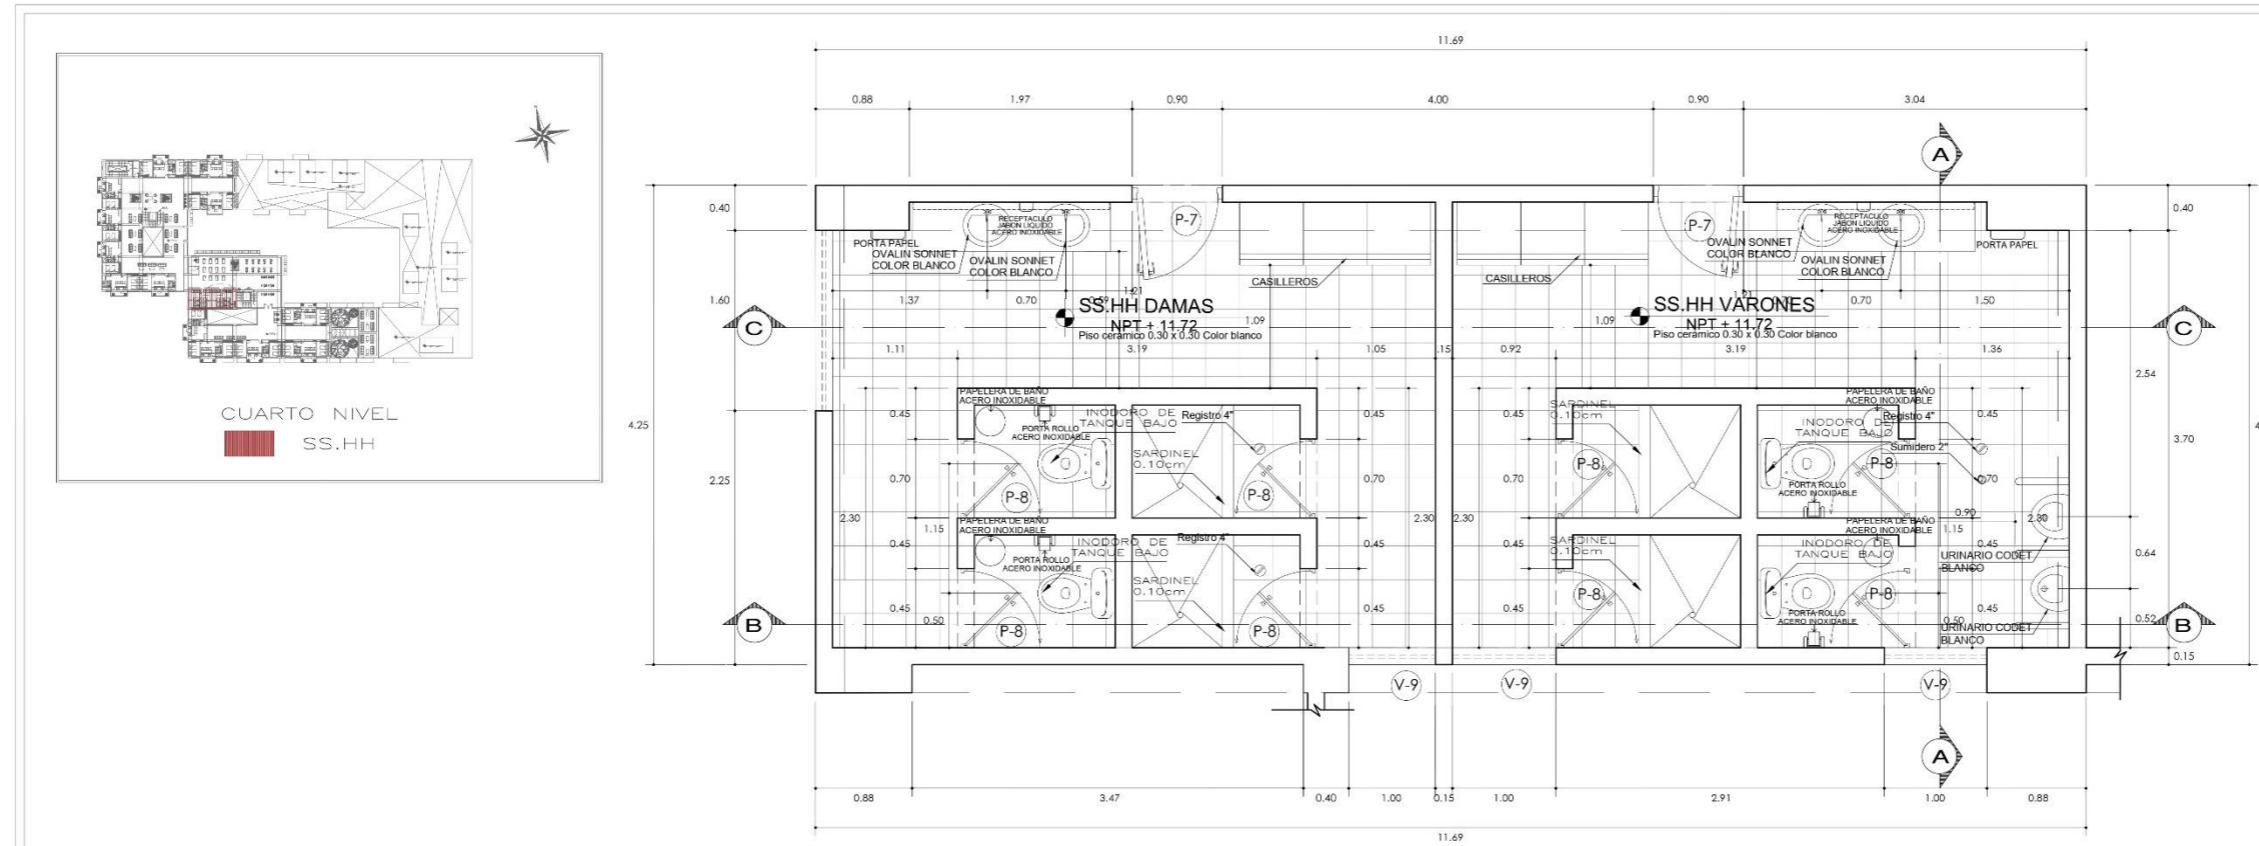 CUARTO NIVEL
SS.HH
11.69
0.88 1.97 0.90 4.00 0.90 3.04
A
0.40
1.60
4.25
2.25
0.40
2.54
3.70
0.64
0.52
0.15
PORTA PAPEL
OVALIN SONNET
COLOR BLANCO
RECEPTACULO
JABON LIQUIDO
ACERO INOXIDABLE
OVALIN SONNET
COLOR BLANCO
P-7
CASILLEROS
CASILLEROS
P-7
OVALIN SONNET
COLOR BLANCO
RECEPTACULO
JABON LIQUIDO
ACERO INOXIDABLE
OVALIN SONNET
COLOR BLANCO
PORTA PAPEL
1.37 0.70 0.59 1.21
0.70 1.50
C
SS.HH DAMAS
NPT + 11.72
Piso ceramico 0.30 x 0.30 Color blanco
1.09
1.09
SS.HH VARONES
NPT + 11.72
Piso ceramico 0.30 x 0.30 Color blanco
C
1.11 3.19 1.05 .15 0.92 3.19 1.36
PAPELERA DE BAÑO
ACERO INOXIDABLE
INODORO DE
TANQUE BAJO
Registro 4"
PORTA ROLLO
ACERO INOXIDABLE
SARDINEL
0.10cm
P-8
P-8
0.45
0.70
0.45
0.45
2.30
1.15
0.50
PAPELERA DE BAÑO
ACERO INOXIDABLE
INODORO DE
TANQUE BAJO
Registro 4"
PORTA ROLLO
ACERO INOXIDABLE
SARDINEL
0.10cm
P-8
P-8
0.45
0.70
0.45
0.45
2.30
2.30
0.45
0.70
0.45
0.45
SARDINEL
0.10cm
P-8
PAPELERA DE BAÑO
ACERO INOXIDABLE
INODORO DE
TANQUE BAJO
Registro 4"
Sumidero 2"
P-8
PORTA ROLLO
ACERO INOXIDABLE
0.45
0.70
0.90
1.15
2.30
SARDINEL
0.10cm
P-8
PAPELERA DE BAÑO
ACERO INOXIDABLE
INODORO DE
TANQUE BAJO
P-8
PORTA ROLLO
ACERO INOXIDABLE
0.45
URINARIO CODET
BLANCO
0.45
0.50
URINARIO CODET
BLANCO
B
B
V-9
V-9
V-9
A
0.88 3.47 0.40 1.00 0.15 1.00 2.91 1.00 0.88
11.69